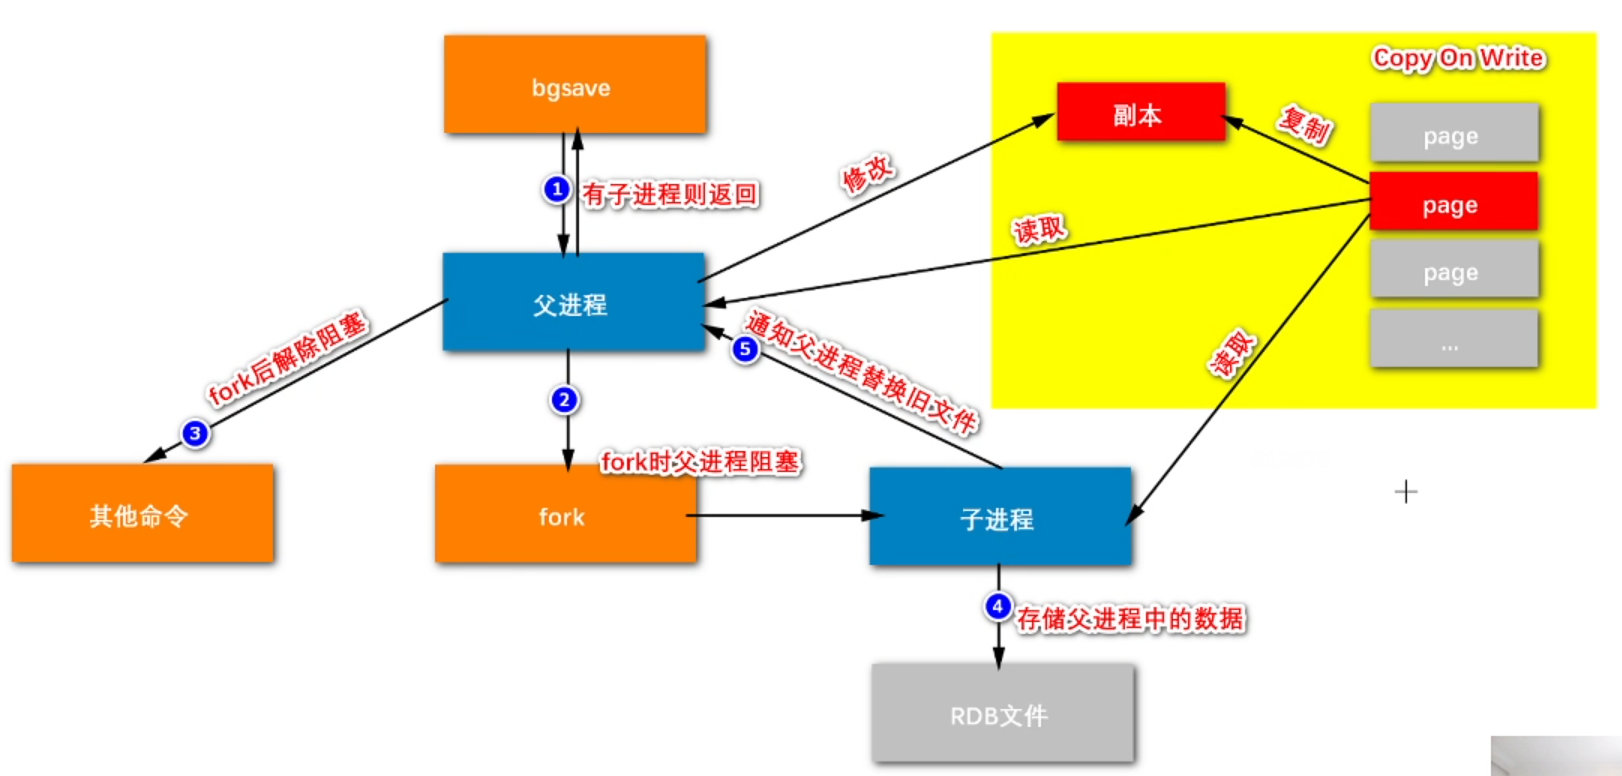 Copy On Write
bgsave
副本
复制
page
修改
page
1
有子进程则返回
读取
page
父进程
通知父进程替换旧文件
5
读取
...
fork后解除阻塞
2
3
fork时父进程阻塞
其他命令
fork
子进程
4
存储父进程中的数据
RDB文件